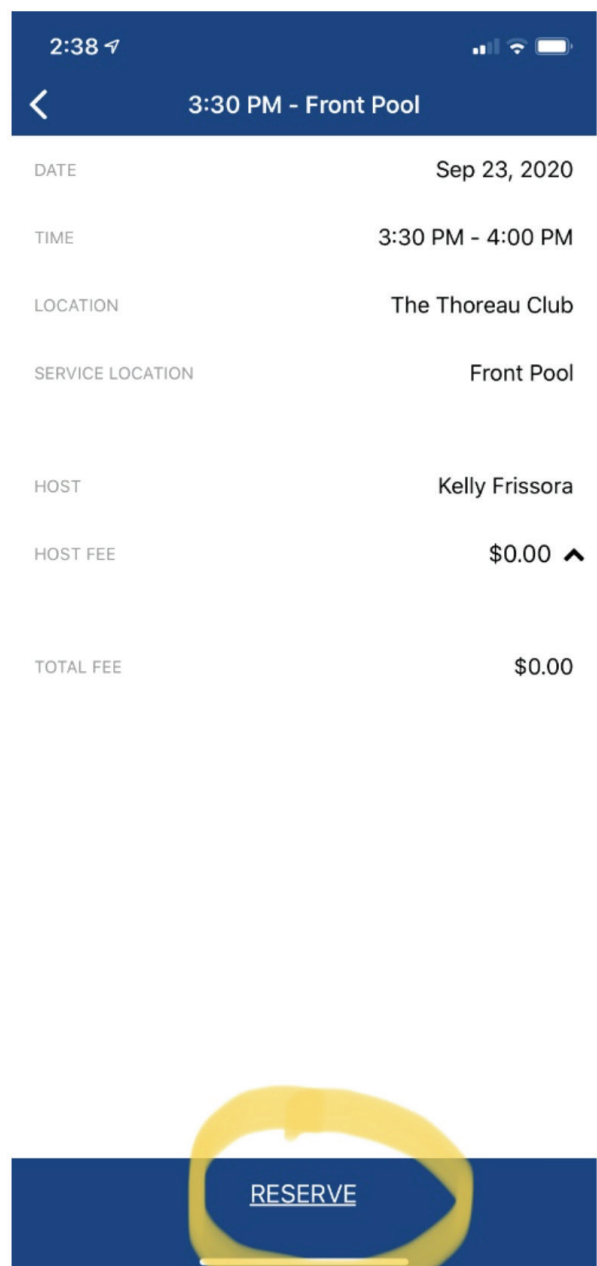 2:38
3:30 PM - Front Pool
DATE Sep 23, 2020
TIME 3:30 PM - 4:00 PM
LOCATION The Thoreau Club
SERVICE LOCATION Front Pool
HOST Kelly Frissora
HOST FEE $0.00
TOTAL FEE $0.00
RESERVE